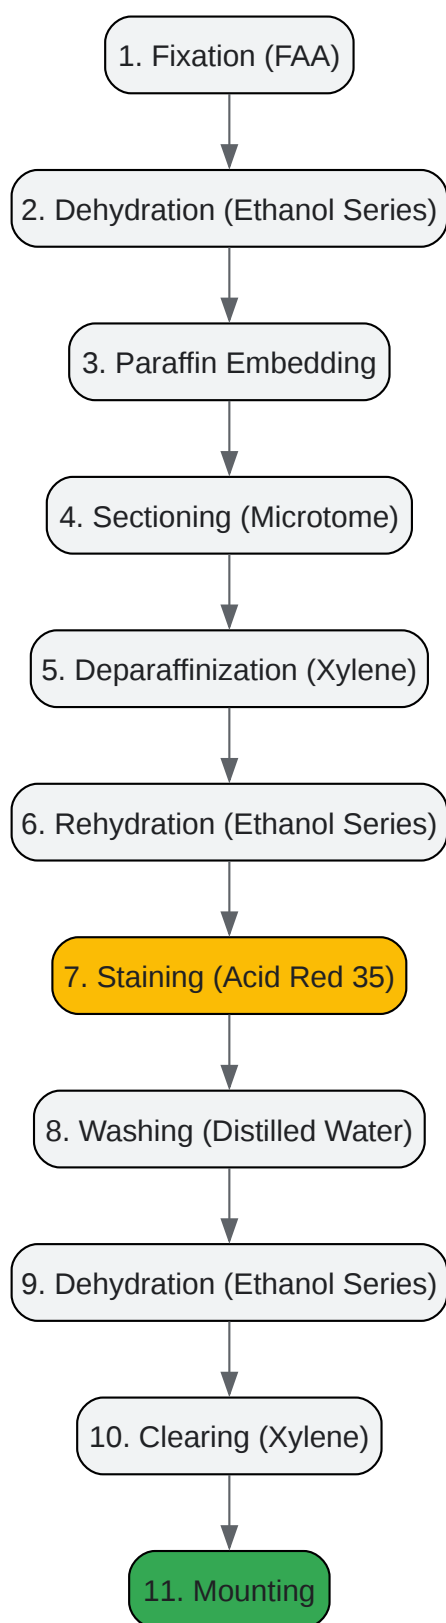 1. Fixation (FAA)
2. Dehydration (Ethanol Series)
3. Paraffin Embedding
4. Sectioning (Microtome)
5. Deparaffinization (Xylene)
6. Rehydration (Ethanol Series)
7. Staining (Acid Red 35)
8. Washing (Distilled Water)
9. Dehydration (Ethanol Series)
10. Clearing (Xylene)
11. Mounting